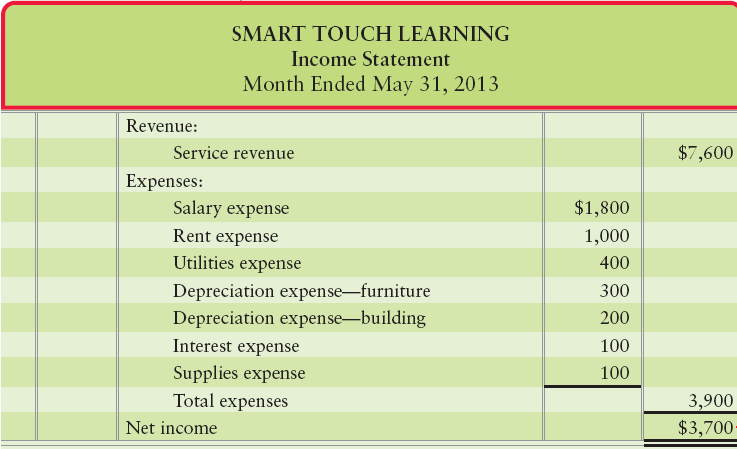 SMART TOUCH LEARNING
Income Statement
Month Ended May 31, 2013
Revenue:
Service revenue $7,600
Expenses:
Salary expense $1,800
Rent expense 1,000
Utilities expense 400
Depreciation expense—furniture 300
Depreciation expense—building 200
Interest expense 100
Supplies expense 100
Total expenses 3,900
Net income $3,700